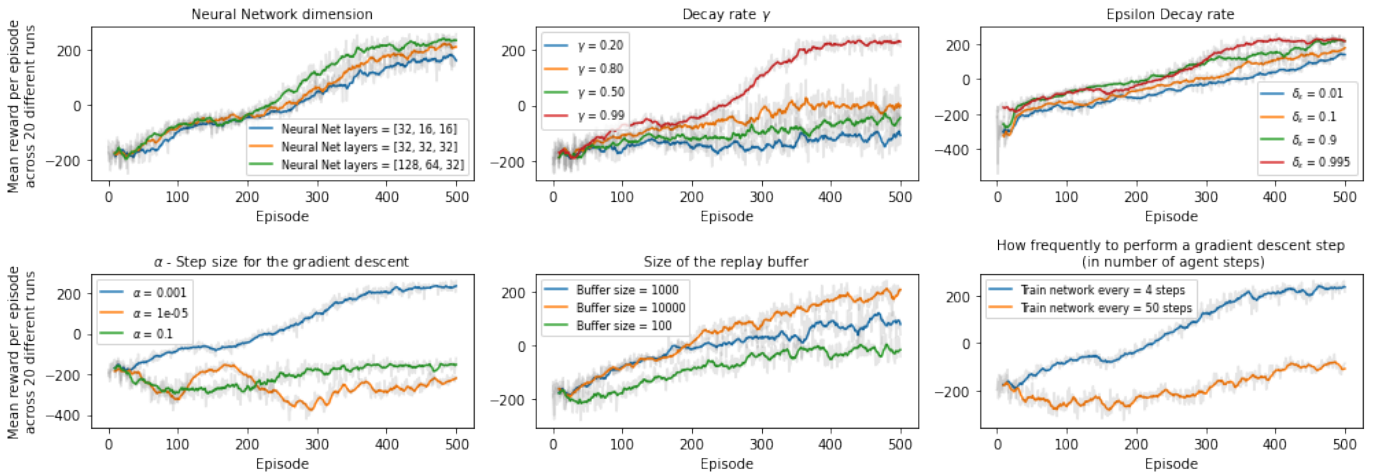 Neural Network dimension
Mean reward per episode
across 20 different runs
200
0
−200
Neural Net layers = [32, 16, 16]
Neural Net layers = [32, 32, 32]
Neural Net layers = [128, 64, 32]
0 100 200 300 400 500
Episode
Decay rate γ
200
0
−200
γ = 0.20
γ = 0.80
γ = 0.50
γ = 0.99
0 100 200 300 400 500
Episode
Epsilon Decay rate
200
0
−200
−400
δε = 0.01
δε = 0.1
δε = 0.9
δε = 0.995
0 100 200 300 400 500
Episode
α - Step size for the gradient descent
Mean reward per episode
across 20 different runs
200
0
−200
−400
α = 0.001
α = 1e-05
α = 0.1
0 100 200 300 400 500
Episode
Size of the replay buffer
200
0
−200
Buffer size = 1000
Buffer size = 10000
Buffer size = 100
0 100 200 300 400 500
Episode
How frequently to perform a gradient descent step
(in number of agent steps)
200
0
−200
Train network every = 4 steps
Train network every = 50 steps
0 100 200 300 400 500
Episode